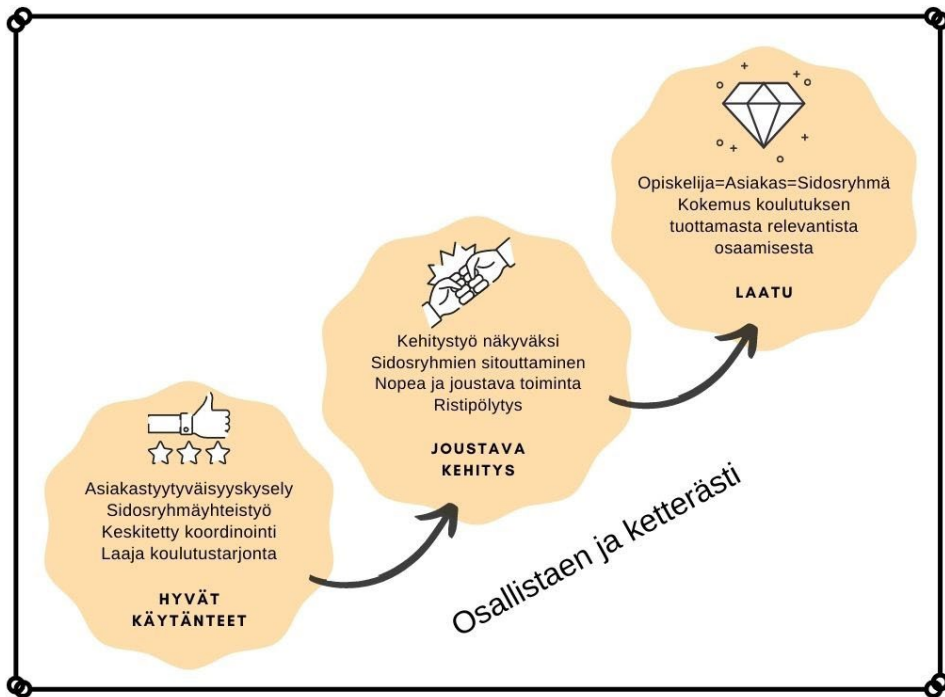 Opiskelija=Asiakas=Sidosryhmä
Kokemus koulutuksen
tuottamasta relevantista
osaamisesta
LAATU
Kehitystyö näkyväksi
Sidosryhmien sitouttaminen
Nopea ja joustava toiminta
Ristipölytys
JOUSTAVA
KEHITYS
Asiakastyytyväisyyskysely
Sidosryhmäyhteistyö
Keskitetty koordinointi
Laaja koulutustarjonta
HYVÄT
KÄYTÄNTEET
Osallistaen ja ketterästi